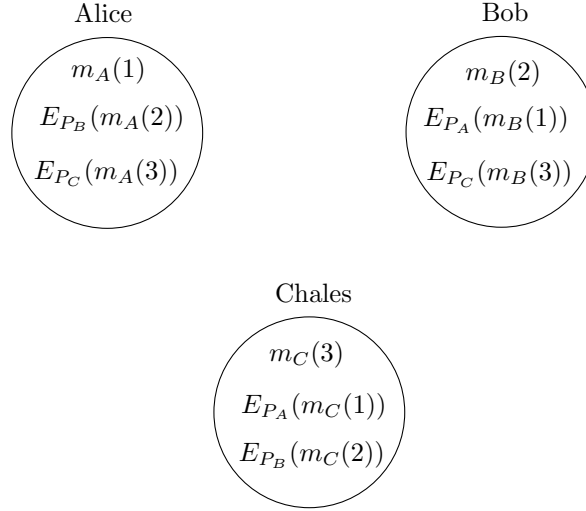 Alice
m_A(1)
E_{P_B}(m_A(2))
E_{P_C}(m_A(3))
Bob
m_B(2)
E_{P_A}(m_B(1))
E_{P_C}(m_B(3))
Chales
m_C(3)
E_{P_A}(m_C(1))
E_{P_B}(m_C(2))